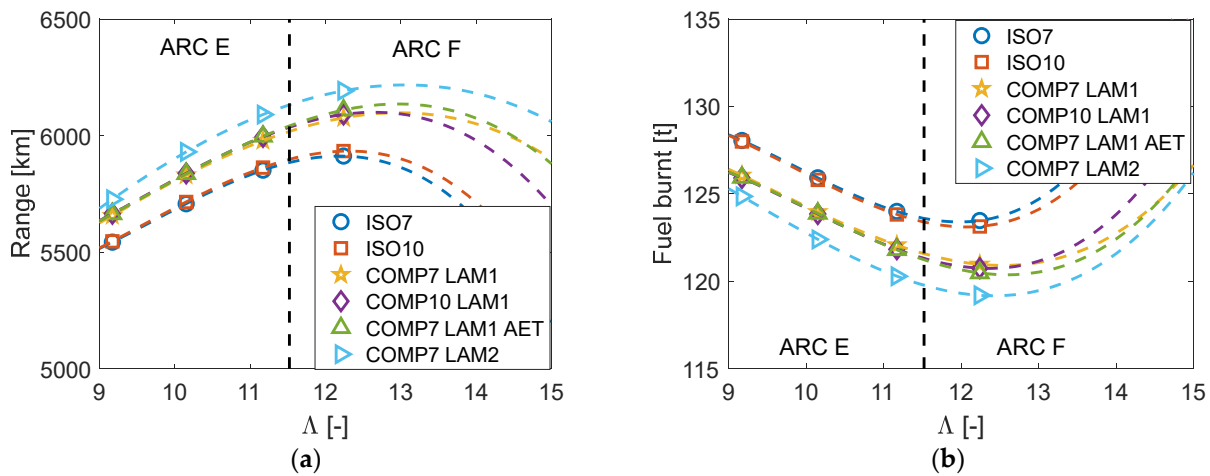 6500
6000
5500
5000
Range [km]
ARC E
ARC F
ISO7
ISO10
COMP7 LAM1
COMP10 LAM1
COMP7 LAM1 AET
COMP7 LAM2
9 10 11 12 13 14 15
Λ [-]
(a)
135
130
125
120
115
Fuel burnt [t]
ISO7
ISO10
COMP7 LAM1
COMP10 LAM1
COMP7 LAM1 AET
COMP7 LAM2
ARC E
ARC F
9 10 11 12 13 14 15
Λ [-]
(b)